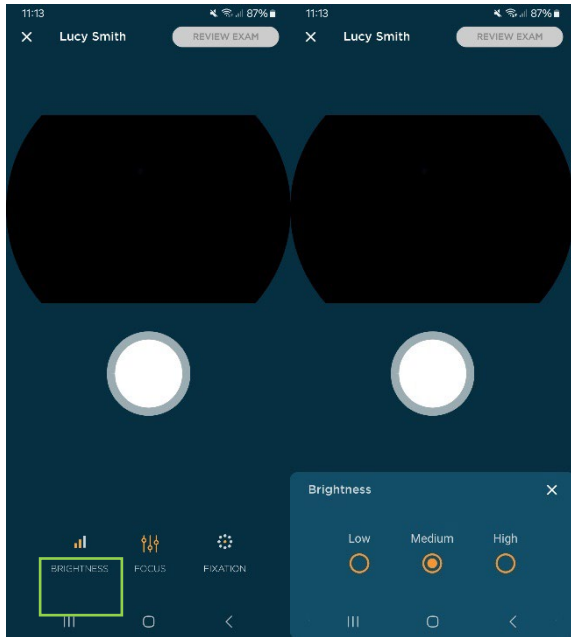 11:13 87%
Lucy Smith REVIEW EXAM
BRIGHTNESS FOCUS FIXATION
11:13 87%
Lucy Smith REVIEW EXAM
Brightness
Low Medium High